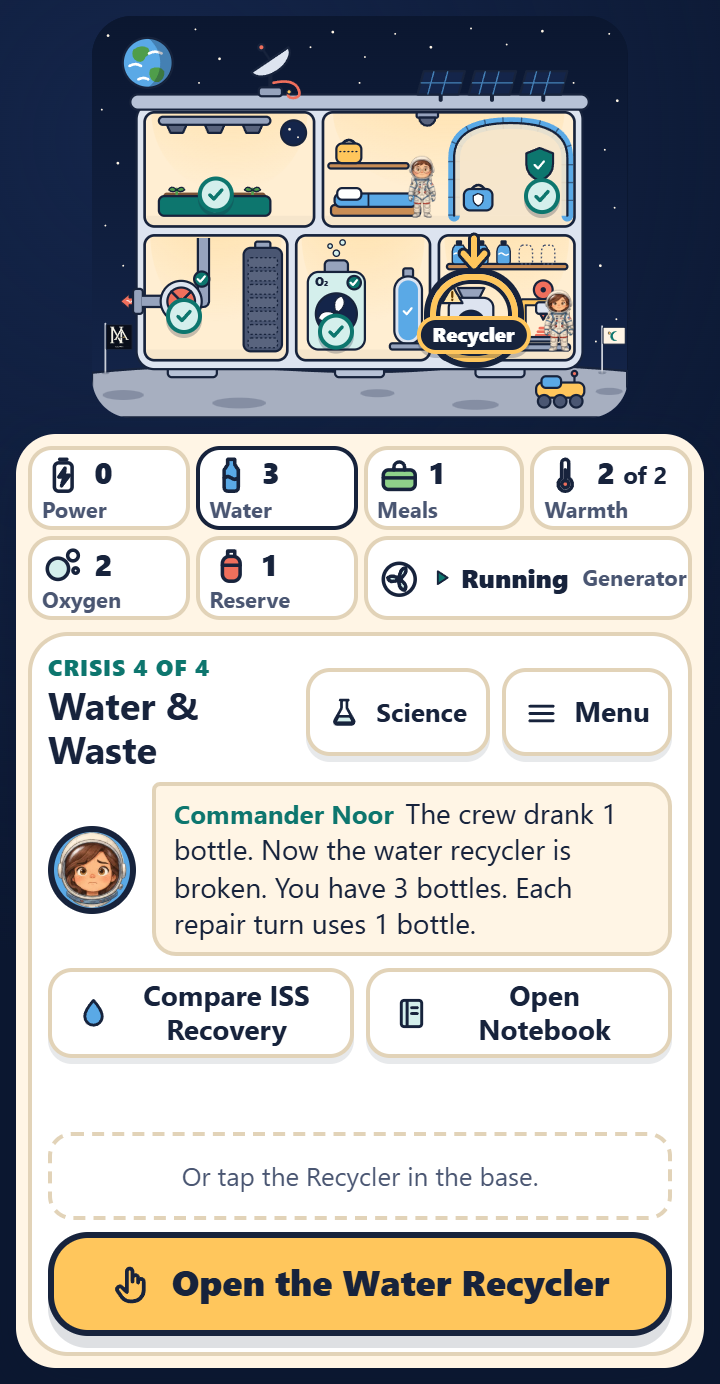 O₂
Recycler
0
Power
3
Water
1
Meals
2 of 2
Warmth
2
Oxygen
1
Reserve
Running Generator
CRISIS 4 OF 4
Water &
Waste
Science
Menu
Commander Noor The crew drank 1
bottle. Now the water recycler is
broken. You have 3 bottles. Each
repair turn uses 1 bottle.
Compare ISS
Recovery
Open
Notebook
Or tap the Recycler in the base.
Open the Water Recycler